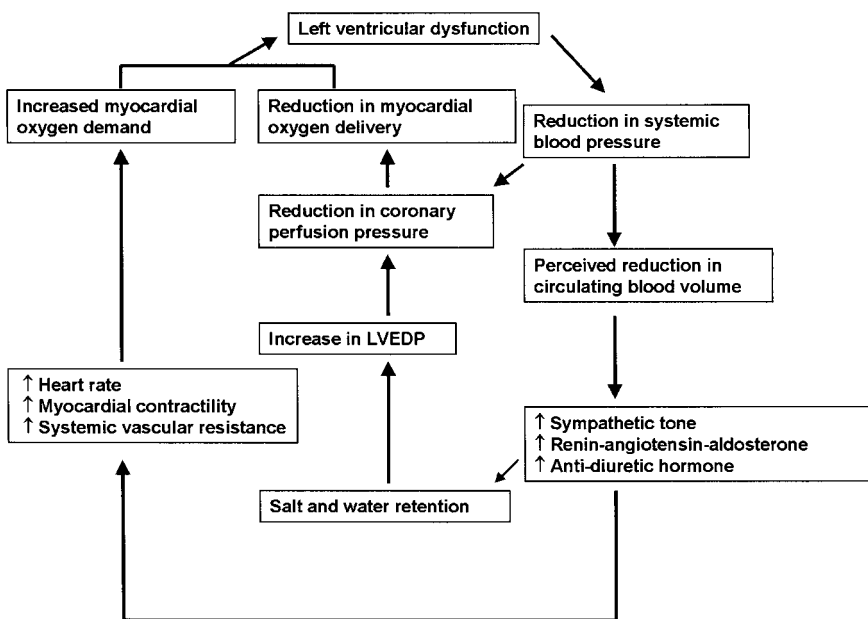 Left ventricular dysfunction
Increased myocardial
oxygen demand
Reduction in myocardial
oxygen delivery
Reduction in systemic
blood pressure
Reduction in coronary
perfusion pressure
Perceived reduction in
circulating blood volume
Increase in LVEDP
↑ Heart rate
↑ Myocardial contractility
↑ Systemic vascular resistance
↑ Sympathetic tone
↑ Renin-angiotensin-aldosterone
↑ Anti-diuretic hormone
Salt and water retention